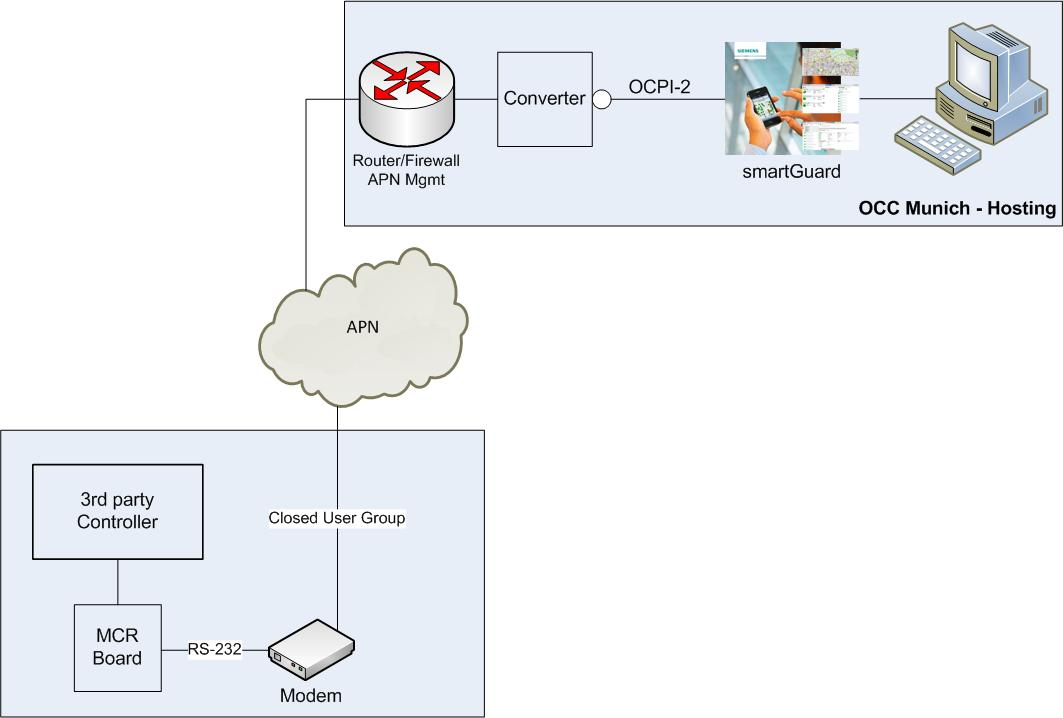 SIEMENS
Converter
OCPI-2
Router/Firewall
APN Mgmt
smartGuard
OCC Munich - Hosting
APN
3rd party
Controller
Closed User Group
MCR
Board
RS-232
Modem